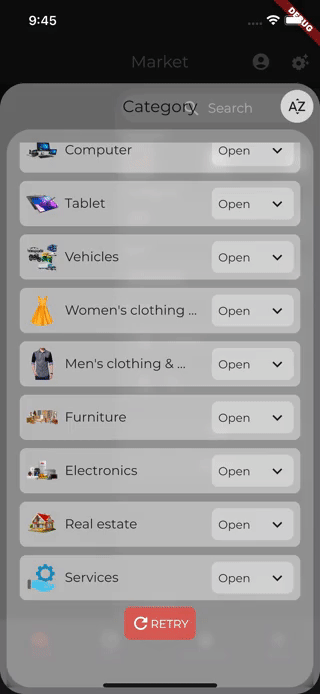 9:45
DEBUG
Market
Category
Search
AZ
Computer Open
Tablet Open
Vehicles Open
Women's clothing ... Open
Men's clothing & ... Open
Furniture Open
Electronics Open
Real estate Open
Services Open
RETRY